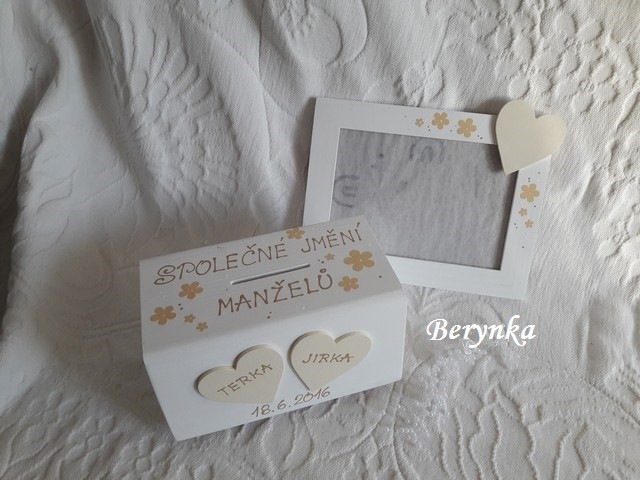 SPOLEČNÉ JMĚNÍ
MANŽELŮ
TERKA
JIRKA
18.6.2016
Berynka